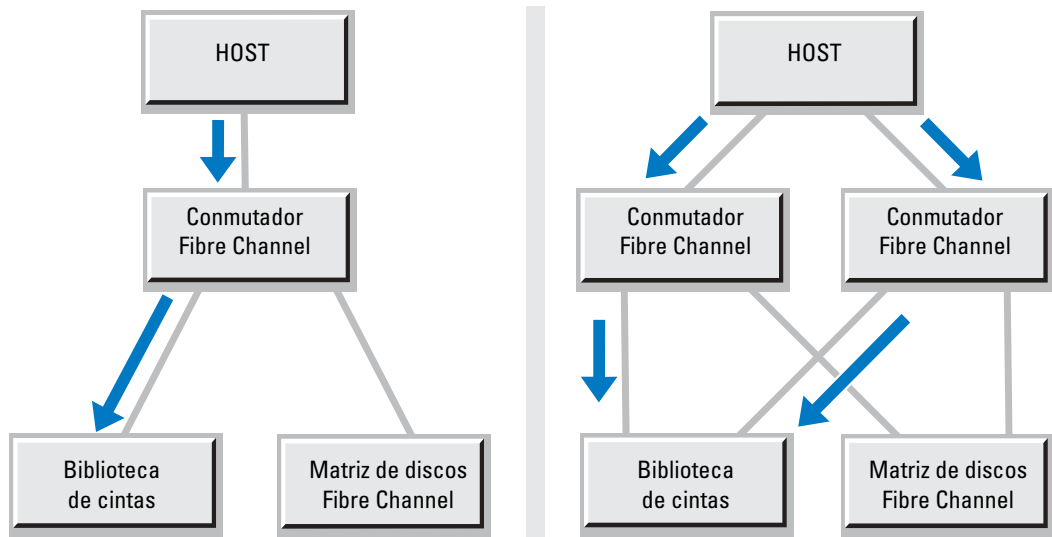 HOST
Conmutador
Fibre Channel
Biblioteca
de cintas
Matriz de discos
Fibre Channel
HOST
Conmutador
Fibre Channel
Conmutador
Fibre Channel
Biblioteca
de cintas
Matriz de discos
Fibre Channel